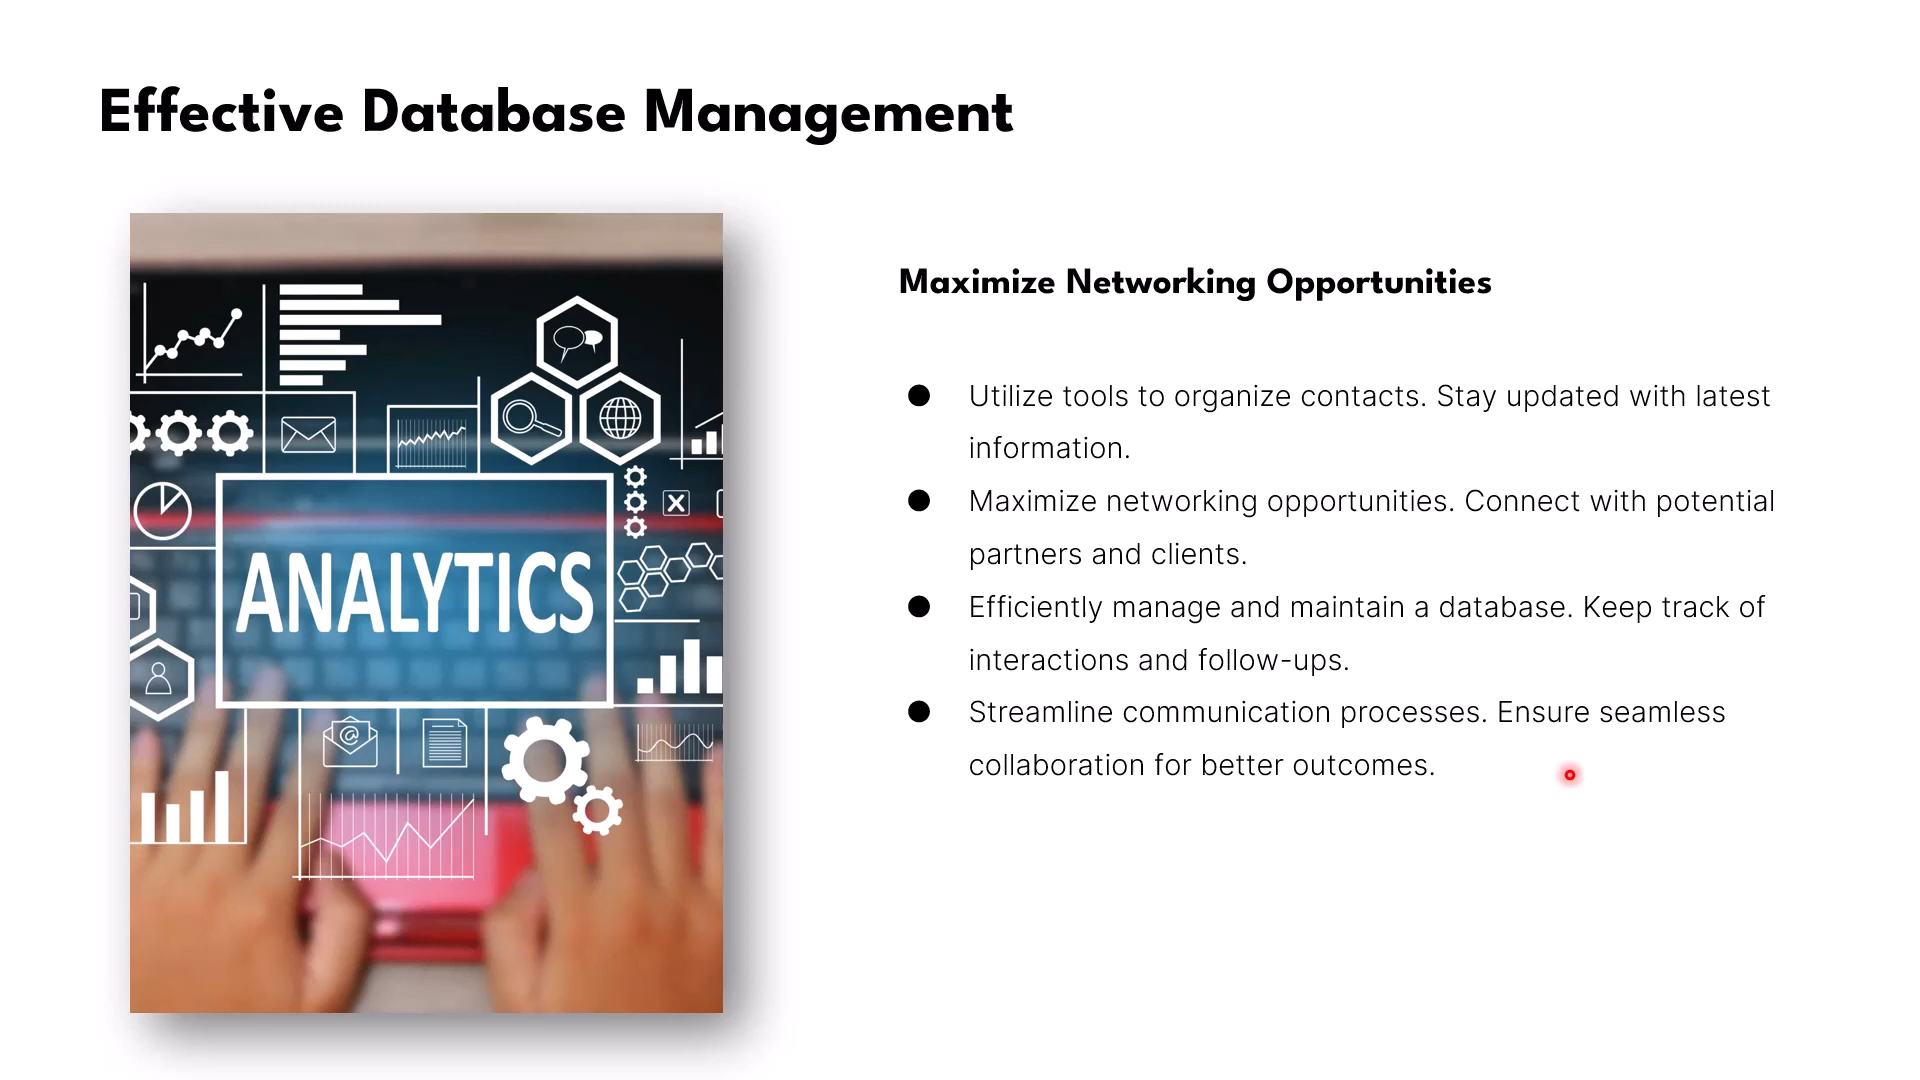 Effective Database Management
ANALYTICS
X
@
Maximize Networking Opportunities
Utilize tools to organize contacts. Stay updated with latest
information.
Maximize networking opportunities. Connect with potential
partners and clients.
Efficiently manage and maintain a database. Keep track of
interactions and follow-ups.
Streamline communication processes. Ensure seamless
collaboration for better outcomes.